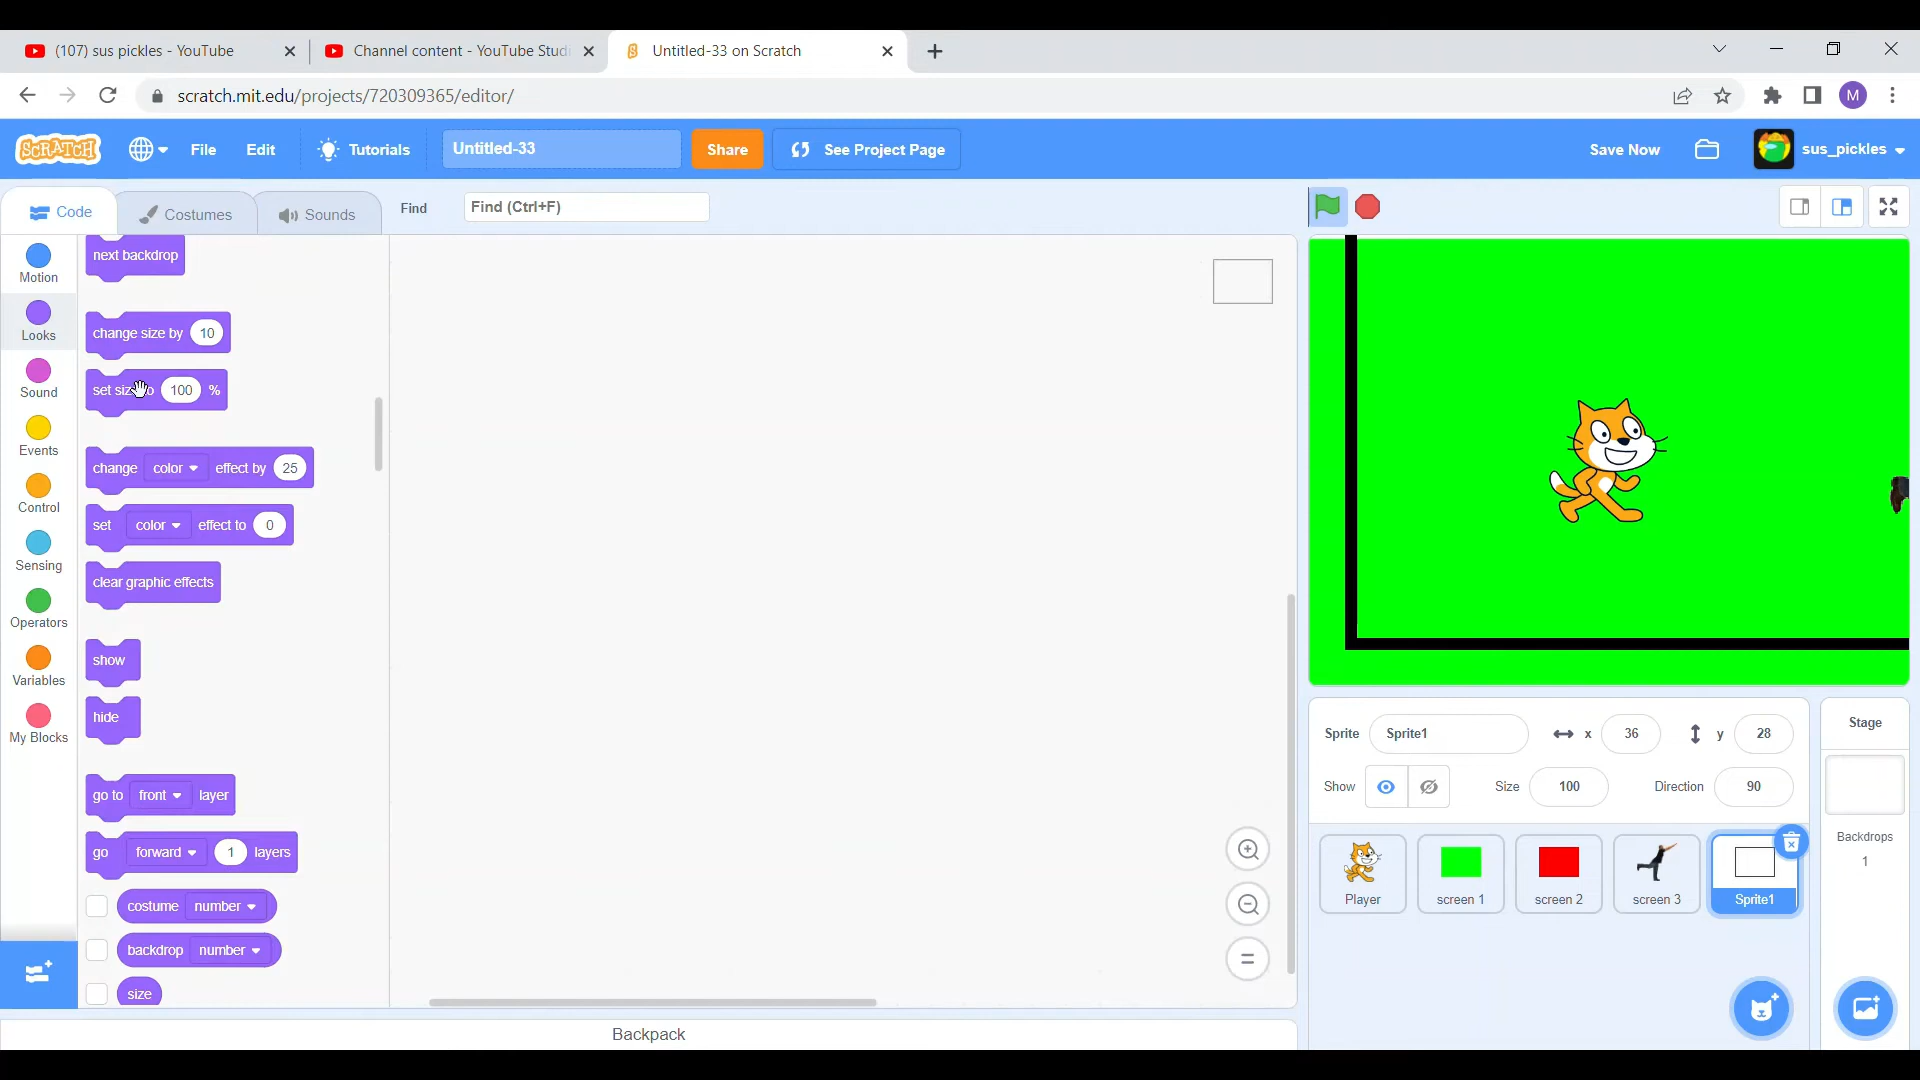 (107) sus pickles - YouTube
Channel content - YouTube Studi
Untitled-33 on Scratch
scratch.mit.edu/projects/720309365/editor/
M
SCRATCH
File
Edit
Tutorials
Untitled-33
Share
See Project Page
Save Now
sus_pickles
Code
Costumes
Sounds
Find
Find (Ctrl+F)
Motion
Looks
Sound
Events
Control
Sensing
Operators
Variables
My Blocks
next backdrop
change size by 10
set size to 100 %
change color effect by 25
set color effect to 0
clear graphic effects
show
hide
go to front layer
go forward 1 layers
costume number
backdrop number
size
Backpack
Sprite Sprite1 x 36 y 28
Show Size 100 Direction 90
Player
screen 1
screen 2
screen 3
Sprite1
Stage
Backdrops
1